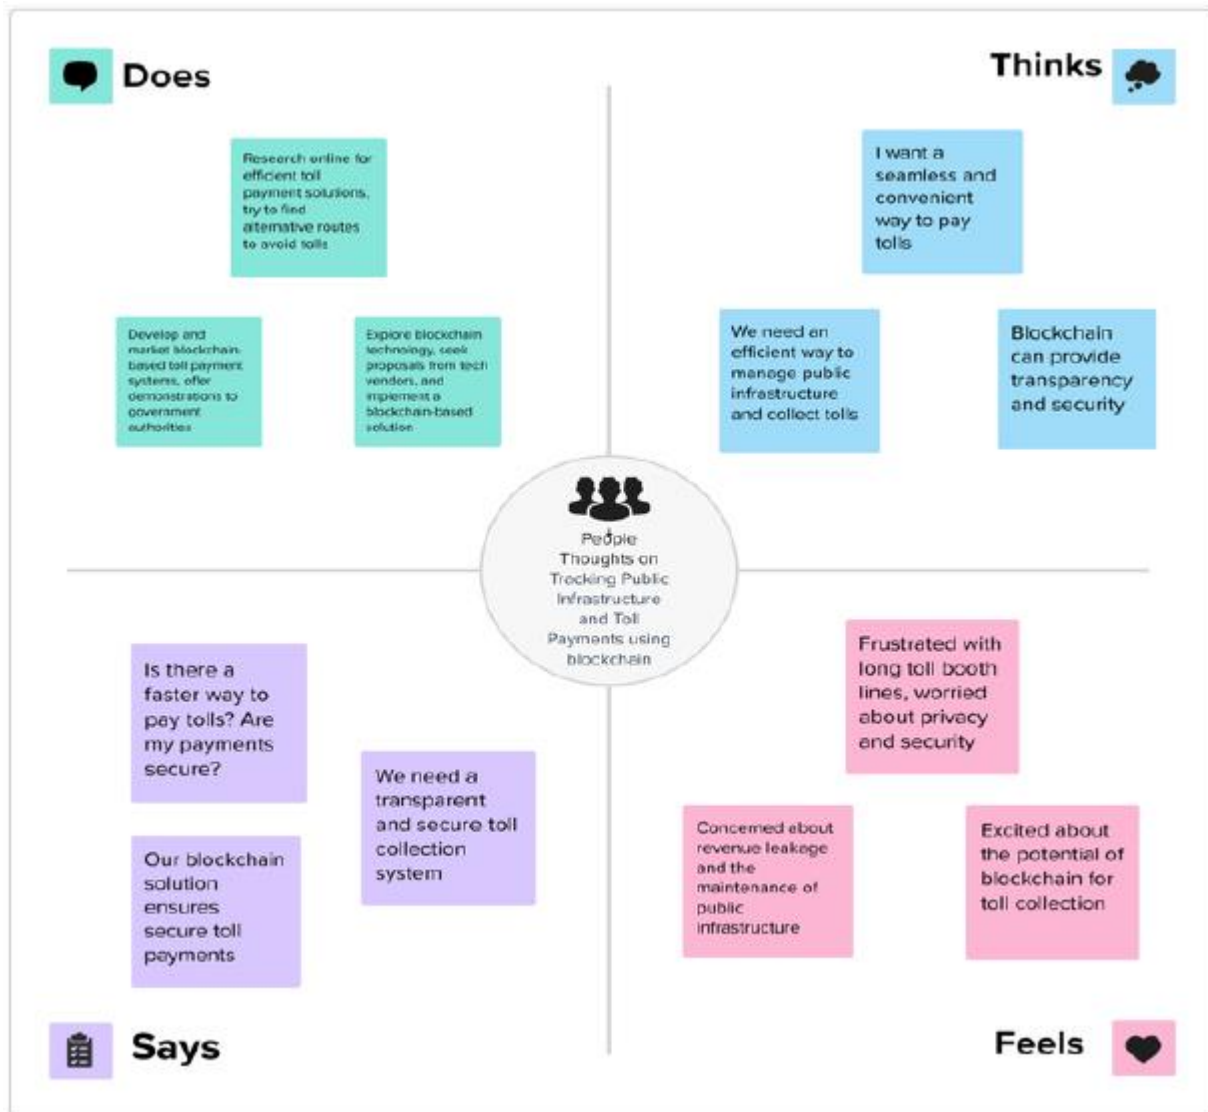 Does
Research online for
efficient toll
payment solutions,
try to find
alternative routes
to avoid tolls
Develop and
market blockchain-
based toll payment
systems, offer
demonstrations to
government
authorities
Explore blockchain
technology, seek
proposals from tech
vendors, and
implement a
blockchain-based
solution
Thinks
I want a
seamless and
convenient
way to pay
tolls
We need an
efficient way to
manage public
infrastructure
and collect tolls
Blockchain
can provide
transparency
and security
People
Thoughts on
Tracking Public
Infrastructure
and Toll
Payments using
blockchain
Is there a
faster way to
pay tolls? Are
my payments
secure?
We need a
transparent
and secure toll
collection
system
Our blockchain
solution
ensures
secure toll
payments
Says
Frustrated with
long toll booth
lines, worried
about privacy
and security
Concerned about
revenue leakage
and the
maintenance of
public
infrastructure
Excited about
the potential of
blockchain for
toll collection
Feels